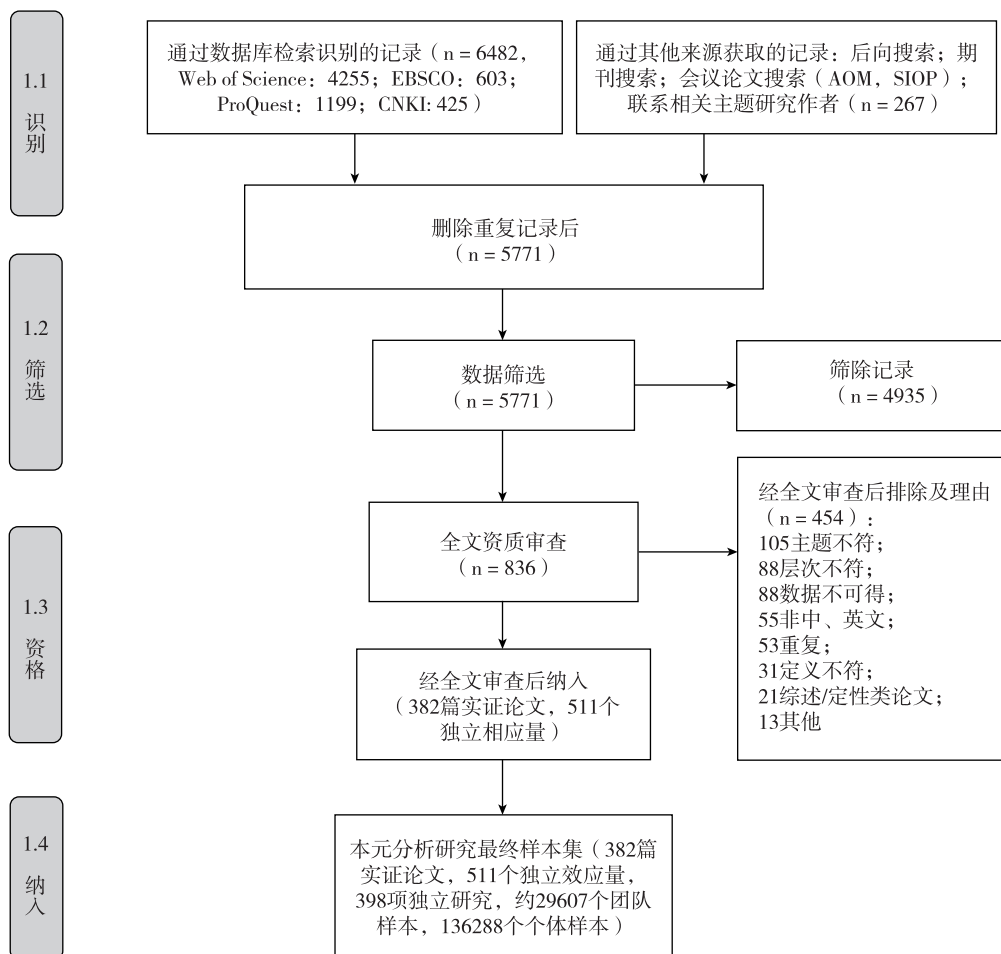 1.1
识
别
通过数据库检索识别的记录（n = 6482，
Web of Science：4255；EBSCO：603；
ProQuest：1199；CNKI: 425）
通过其他来源获取的记录：后向搜索；期
刊搜索；会议论文搜索（AOM，SIOP）；
联系相关主题研究作者（n = 267）
删除重复记录后
（n = 5771）
1.2
筛
选
数据筛选
（n = 5771）
筛除记录
（n = 4935）
1.3
资
格
全文资质审查
（n = 836）
经全文审查后排除及理由
（n = 454）：
105主题不符；
88层次不符；
88数据不可得；
55非中、英文；
53重复；
31定义不符；
21综述/定性类论文；
13其他
经全文审查后纳入
（382篇实证论文，511个
独立相应量）
1.4
纳
入
本元分析研究最终样本集（382篇
实证论文，511个独立效应量，
398项独立研究，约29607个团队
样本，136288个个体样本）